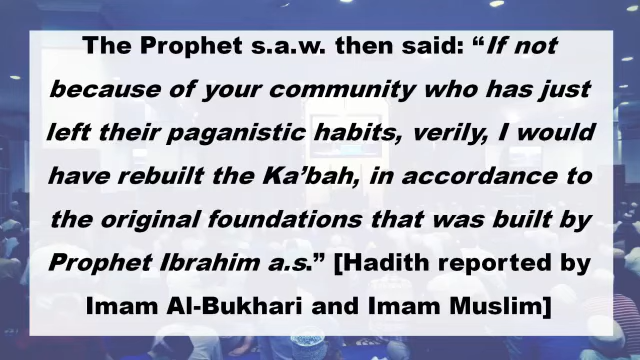 The Prophet s.a.w. then said: “If not
because of your community who has just
left their paganistic habits, verily, I would
have rebuilt the Ka’bah, in accordance to
the original foundations that was built by
Prophet Ibrahim a.s.” [Hadith reported by
Imam Al-Bukhari and Imam Muslim]